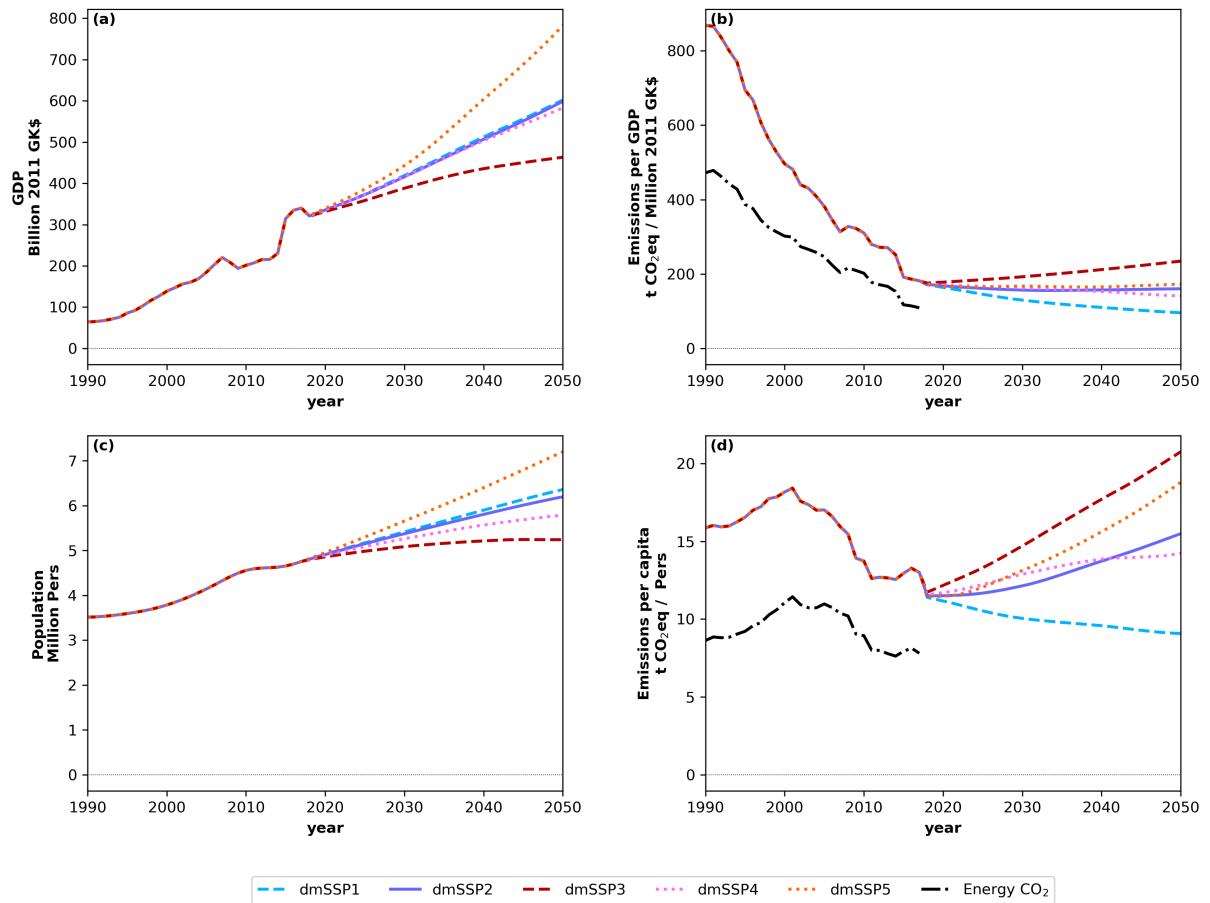 (a)
800
700
600
500
400
300
200
100
0
GDP
Billion 2011 GK$
1990 2000 2010 2020 2030 2040 2050
year
(b)
800
600
400
200
0
Emissions per GDP
t CO₂eq / Million 2011 GK$
1990 2000 2010 2020 2030 2040 2050
year
(c)
7
6
5
4
3
2
1
0
Population
Million Pers
1990 2000 2010 2020 2030 2040 2050
year
(d)
20
15
10
5
0
Emissions per capita
t CO₂eq / Pers
1990 2000 2010 2020 2030 2040 2050
year
dmSSP1 dmSSP2 dmSSP3 dmSSP4 dmSSP5 Energy CO₂